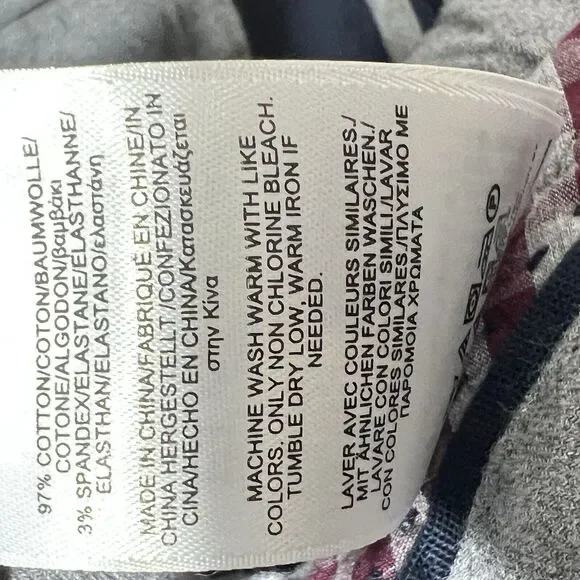 97% COTTON/COTON/BAUMWOLLE/
COTONE/ALGODON/βαμβάκι
3% SPANDEX/ELASTANE/ELASTHANNE/
ELASTHAN/ELASTANO/ελαστάνη
MADE IN CHINA/FABRIQUÉ EN CHINE/IN
CHINA HERGESTELLT/CONFEZIONATO IN
CINA/HECHO EN CHINA/Κατασκευάζεται
στην Κίνα
MACHINE WASH WARM WITH LIKE
COLORS. ONLY NON CHLORINE BLEACH.
TUMBLE DRY LOW, WARM IRON IF
NEEDED.
LAVER AVEC COULEURS SIMILAIRES./
MIT ÄHNLICHEN FARBEN WASCHEN./
LAVARE CON COLORI SIMILI./LAVAR
CON COLORES SIMILARES./ΠΛΥΣΙΜΟ ΜΕ
ΠΑΡΟΜΟΙΑ ΧΡΩΜΑΤΑ
P